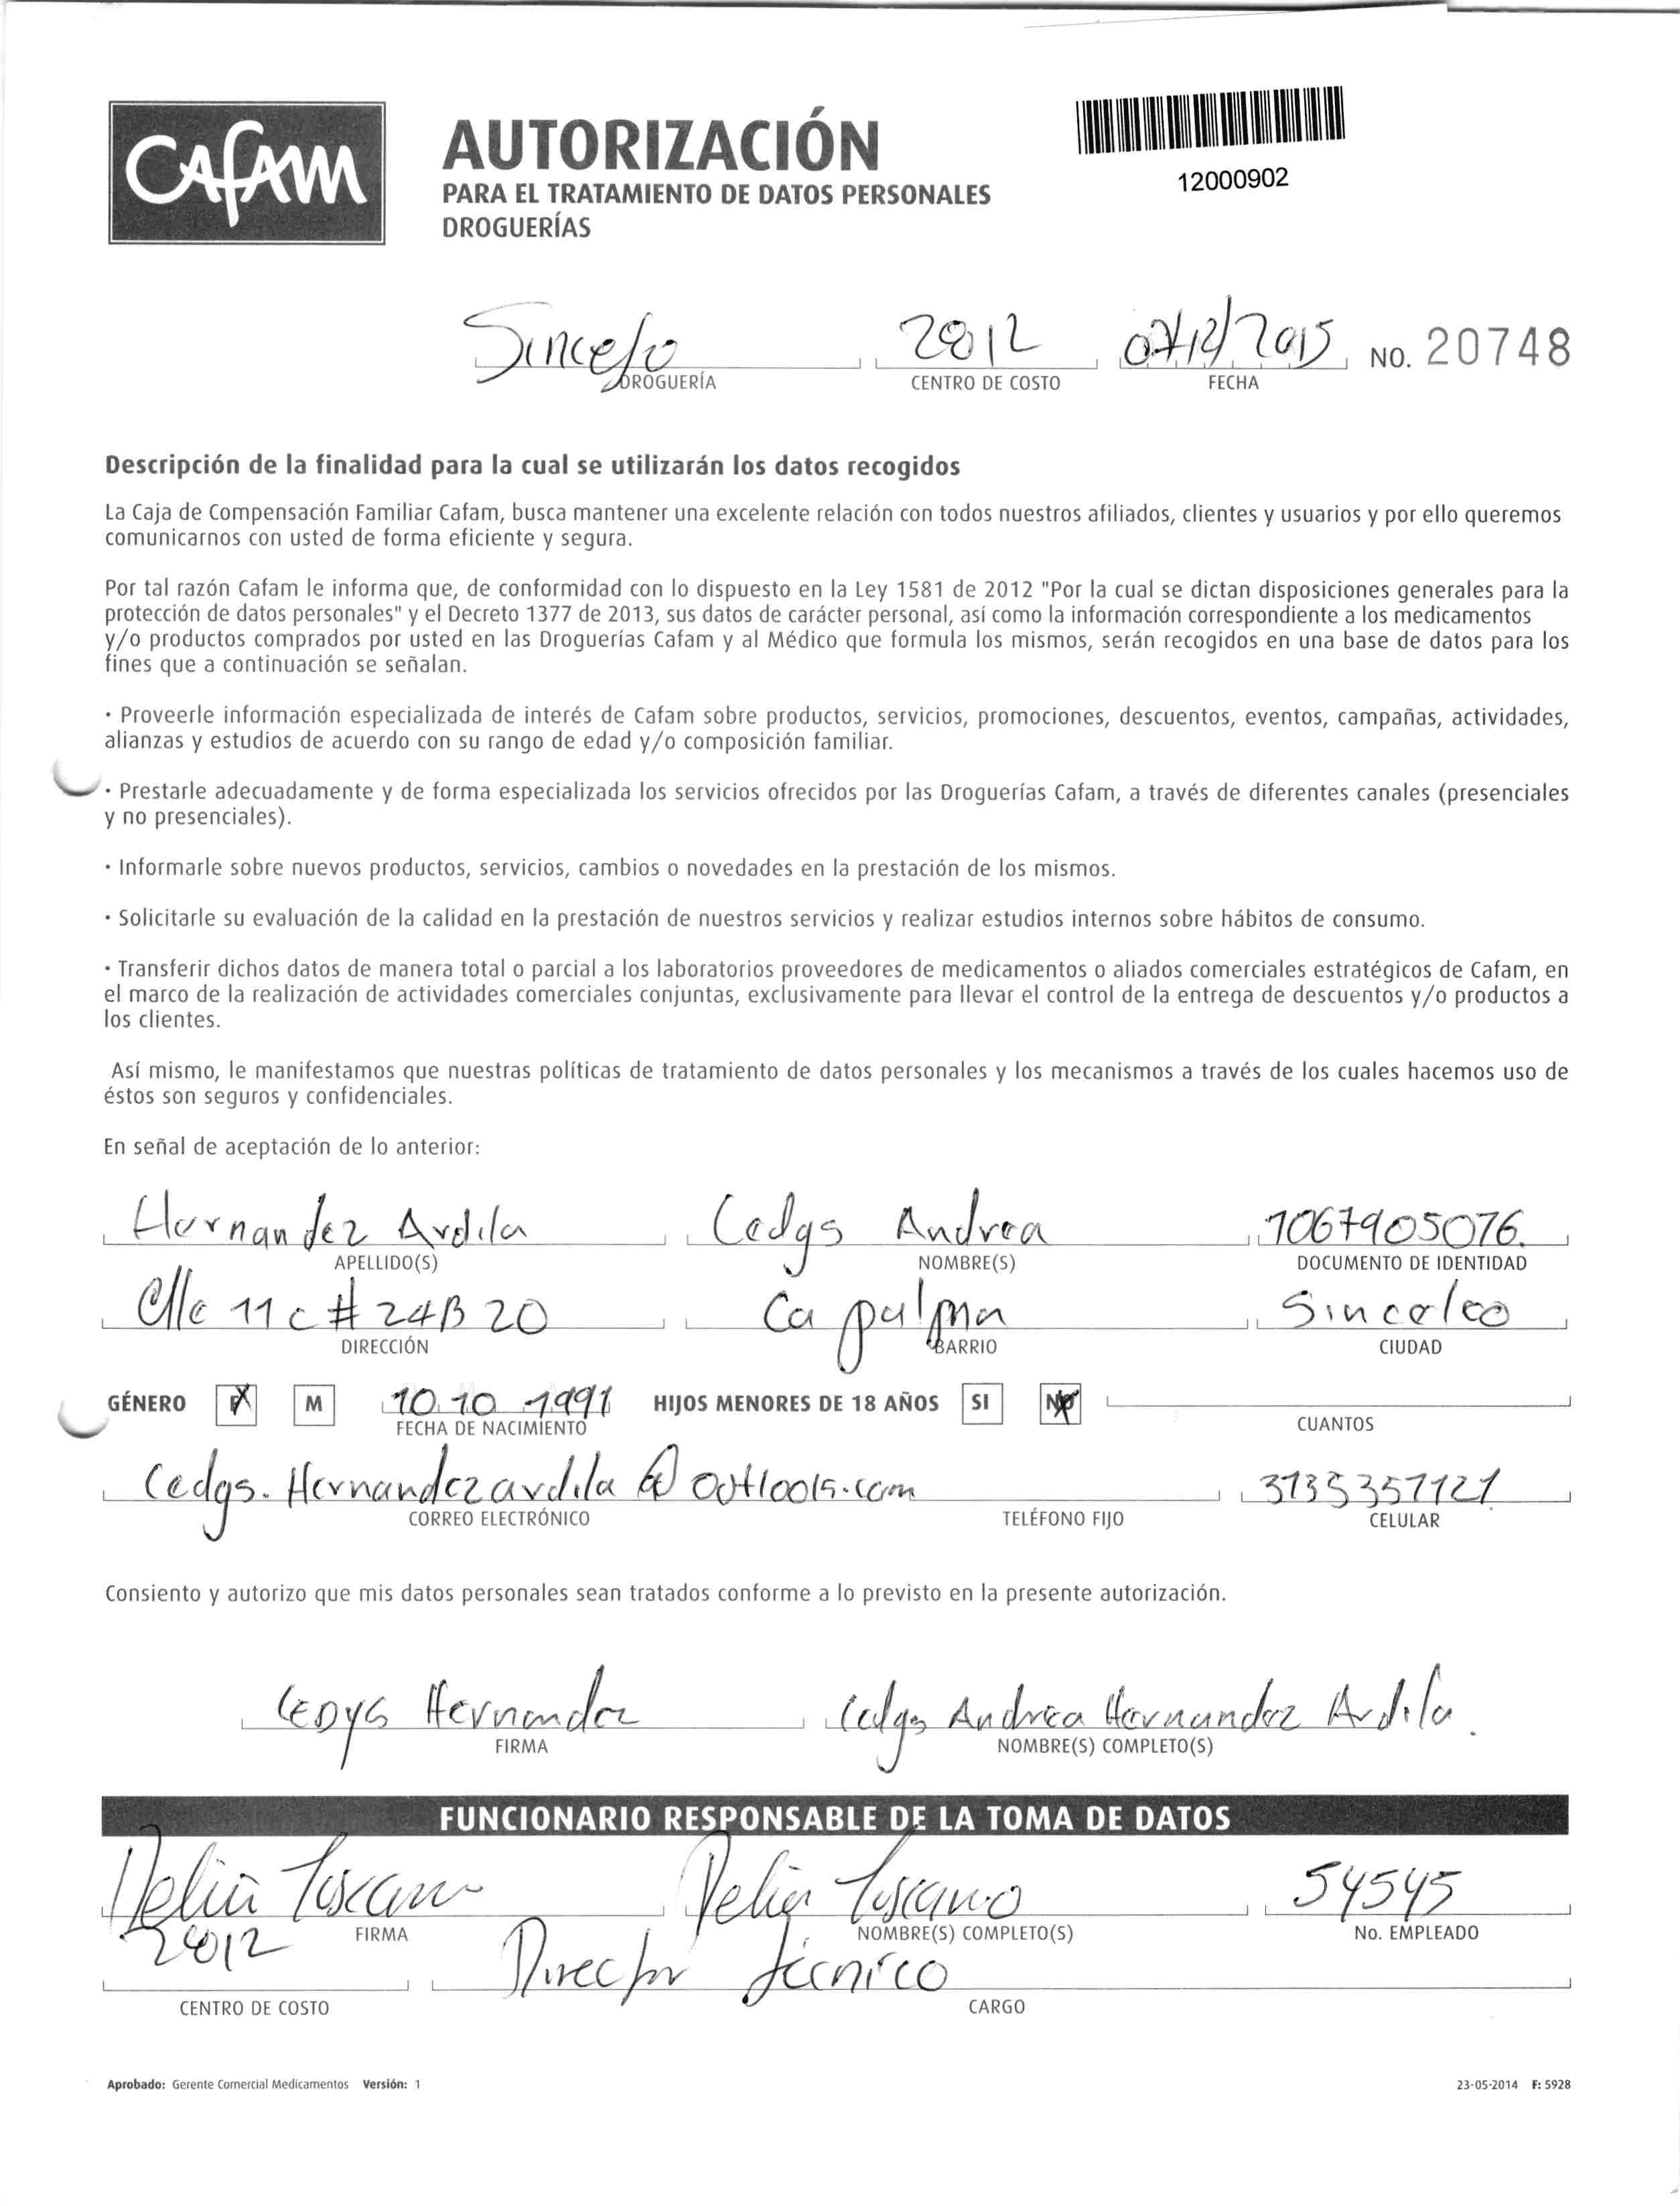 CAFAM
AUTORIZACIÓN
PARA EL TRATAMIENTO DE DATOS PERSONALES
DROGUERÍAS
12000902
Sincejo 2012 07/12/2015 NO. 20748
DROGUERÍA CENTRO DE COSTO FECHA
Descripción de la finalidad para la cual se utilizarán los datos recogidos
La Caja de Compensación Familiar Cafam, busca mantener una excelente relación con todos nuestros afiliados, clientes y usuarios y por ello queremos
comunicarnos con usted de forma eficiente y segura.
Por tal razón Cafam le informa que, de conformidad con lo dispuesto en la Ley 1581 de 2012 "Por la cual se dictan disposiciones generales para la
protección de datos personales" y el Decreto 1377 de 2013, sus datos de carácter personal, así como la información correspondiente a los medicamentos
y/o productos comprados por usted en las Droguerías Cafam y al Médico que formula los mismos, serán recogidos en una base de datos para los
fines que a continuación se señalan.
• Proveerle información especializada de interés de Cafam sobre productos, servicios, promociones, descuentos, eventos, campañas, actividades,
alianzas y estudios de acuerdo con su rango de edad y/o composición familiar.
• Prestarle adecuadamente y de forma especializada los servicios ofrecidos por las Droguerías Cafam, a través de diferentes canales (presenciales
y no presenciales).
• Informarle sobre nuevos productos, servicios, cambios o novedades en la prestación de los mismos.
• Solicitarle su evaluación de la calidad en la prestación de nuestros servicios y realizar estudios internos sobre hábitos de consumo.
• Transferir dichos datos de manera total o parcial a los laboratorios proveedores de medicamentos o aliados comerciales estratégicos de Cafam, en
el marco de la realización de actividades comerciales conjuntas, exclusivamente para llevar el control de la entrega de descuentos y/o productos a
los clientes.
Así mismo, le manifestamos que nuestras políticas de tratamiento de datos personales y los mecanismos a través de los cuales hacemos uso de
éstos son seguros y confidenciales.
En señal de aceptación de lo anterior:
Hernandez Ardila Cedys Andrea 1067905076.
APELLIDO(S) NOMBRE(S) DOCUMENTO DE IDENTIDAD
Clle 11c # 24B 20 La palma Sincelejo
DIRECCIÓN BARRIO CIUDAD
GÉNERO F M 10 10 1991 HIJOS MENORES DE 18 AÑOS SI NO
FECHA DE NACIMIENTO CUANTOS
Cedys.Hernandezardila@outlook.com 3135357121
CORREO ELECTRÓNICO TELÉFONO FIJO CELULAR
Consiento y autorizo que mis datos personales sean tratados conforme a lo previsto en la presente autorización.
Cedys Hernandez Cedys Andrea Hernandez Ardila.
FIRMA NOMBRE(S) COMPLETO(S)
FUNCIONARIO RESPONSABLE DE LA TOMA DE DATOS
Delia Toscano Delia Toscano 54545
FIRMA NOMBRE(S) COMPLETO(S) No. EMPLEADO
2012 Director técnico
CENTRO DE COSTO CARGO
Aprobado: Gerente Comercial Medicamentos Versión: 1 23-05-2014 F: 5928